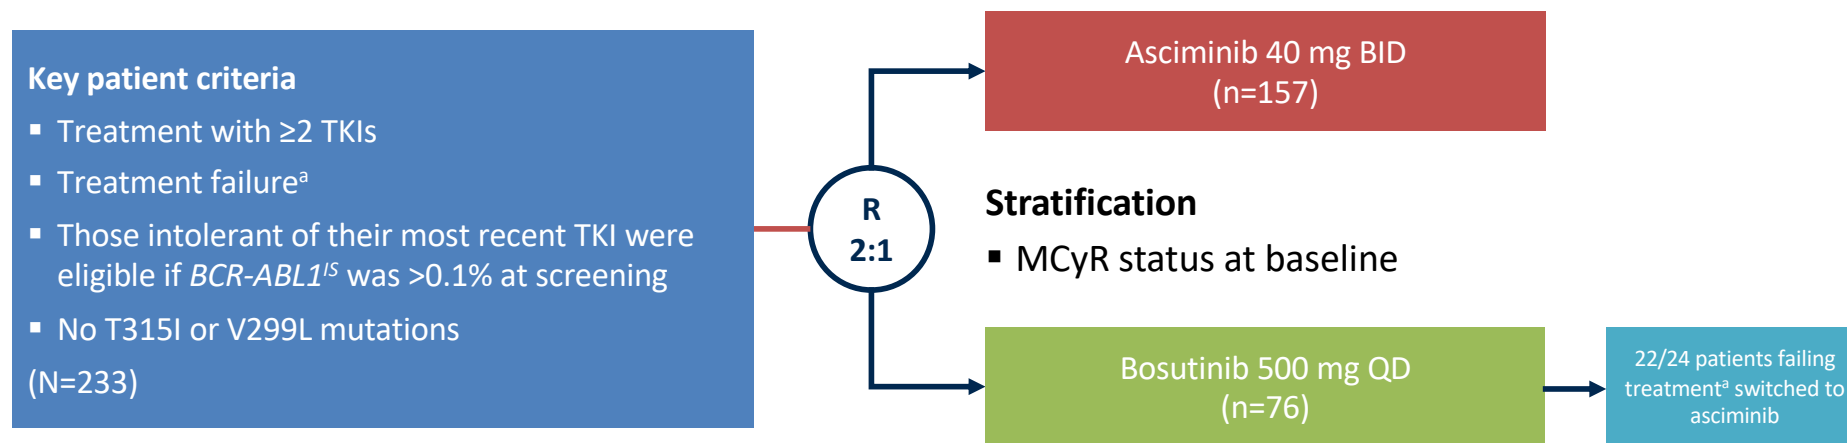 Key patient criteria
▪ Treatment with ≥2 TKIs
▪ Treatment failureᵃ
▪ Those intolerant of their most recent TKI were
eligible if BCR-ABL1ᴵˢ was >0.1% at screening
▪ No T315I or V299L mutations
(N=233)
R
2:1
Asciminib 40 mg BID
(n=157)
Stratification
▪ MCyR status at baseline
Bosutinib 500 mg QD
(n=76)
22/24 patients failing
treatmentᵃ switched to
asciminib